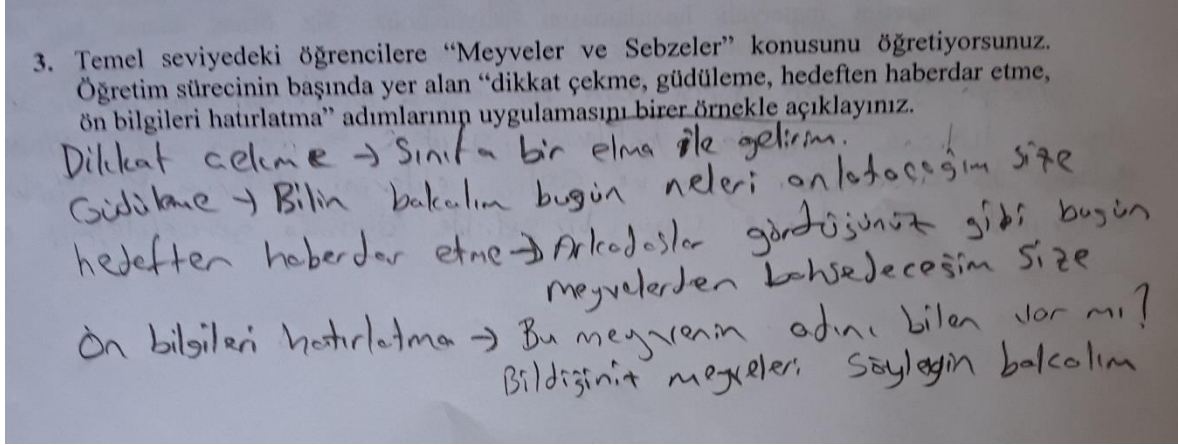 3. Temel seviyedeki öğrencilere “Meyveler ve Sebzeler” konusunu öğretiyorsunuz.
Öğretim sürecinin başında yer alan “dikkat çekme, güdüleme, hedeften haberdar etme,
ön bilgileri hatırlatma” adımlarının uygulamasını birer örnekle açıklayınız.
Dikkat çekme → Sınıfa bir elma ile gelirim.
Güdüleme → Bilin bakalım bugün neleri anlatacağım size
hedeften haberdar etme → Arkadaşlar gördüğünüz gibi bugün
meyvelerden bahsedeceğim size
Ön bilgileri hatırlatma → Bu meyvenin adını bilen var mı?
Bildiğiniz meyveleri söyleyin bakalım